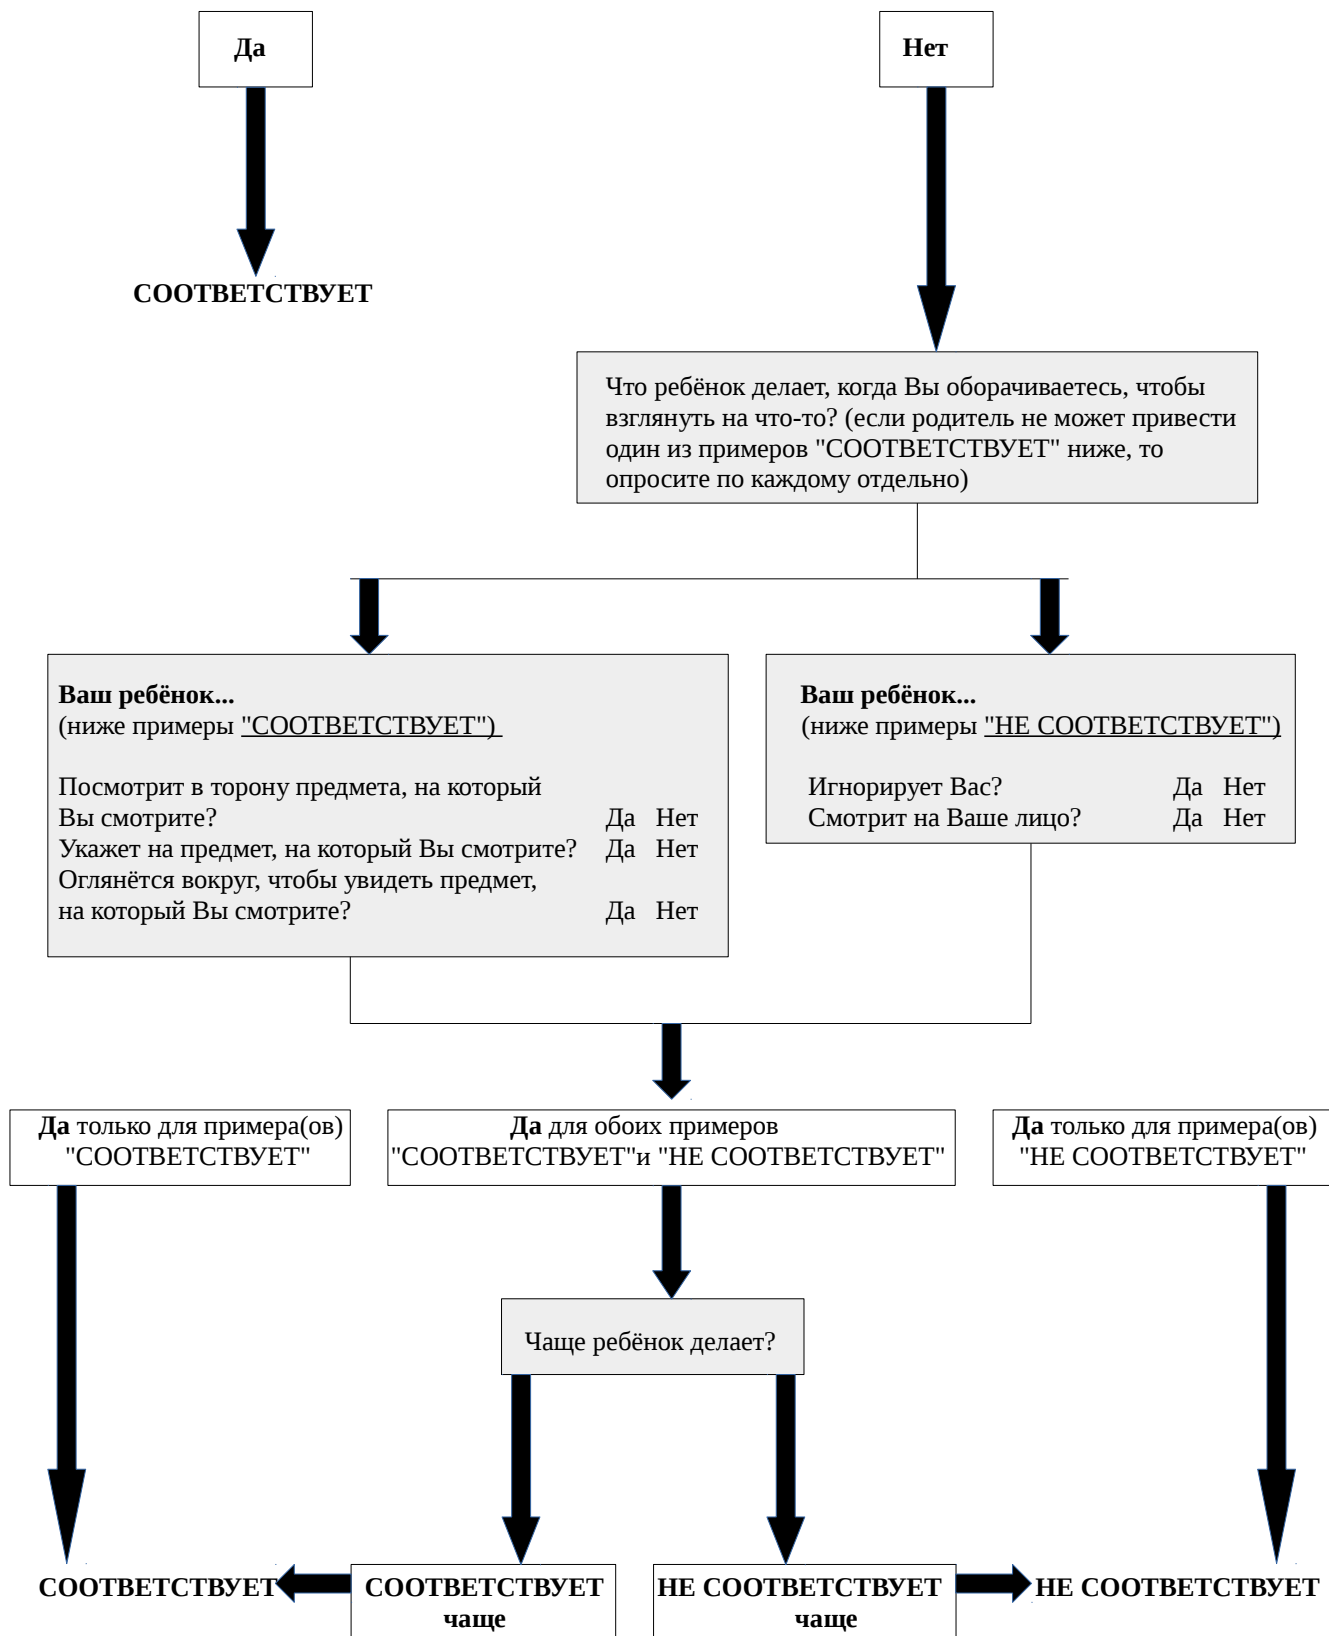 Да
Нет
СООТВЕТСТВУЕТ
Что ребёнок делает, когда Вы оборачиваетесь, чтобы
взглянуть на что-то? (если родитель не может привести
один из примеров "СООТВЕТСТВУЕТ" ниже, то
опросите по каждому отдельно)
Ваш ребёнок...
(ниже примеры "СООТВЕТСТВУЕТ")
Посмотрит в торону предмета, на который
Вы смотрите? Да Нет
Укажет на предмет, на который Вы смотрите? Да Нет
Оглянётся вокруг, чтобы увидеть предмет,
на который Вы смотрите? Да Нет
Ваш ребёнок...
(ниже примеры "НЕ СООТВЕТСТВУЕТ")
Игнорирует Вас? Да Нет
Смотрит на Ваше лицо? Да Нет
Да только для примера(ов)
"СООТВЕТСТВУЕТ"
Да для обоих примеров
"СООТВЕТСТВУЕТ"и "НЕ СООТВЕТСТВУЕТ"
Да только для примера(ов)
"НЕ СООТВЕТСТВУЕТ"
Чаще ребёнок делает?
СООТВЕТСТВУЕТ
СООТВЕТСТВУЕТ
чаще
НЕ СООТВЕТСТВУЕТ
чаще
НЕ СООТВЕТСТВУЕТ